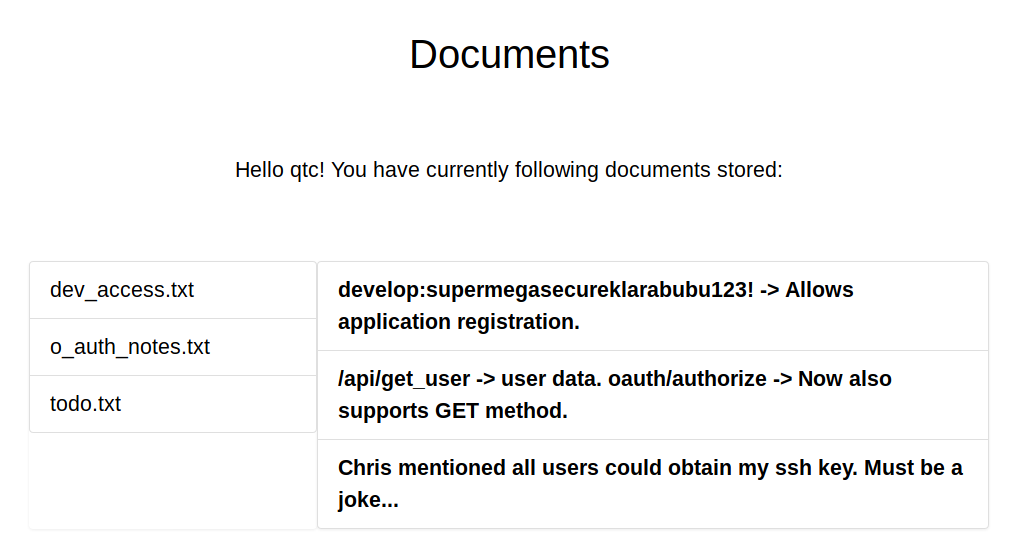 Documents
Hello qtc! You have currently following documents stored:
dev_access.txt
o_auth_notes.txt
todo.txt
develop:supermegasecureklarabubu123! -> Allows
application registration.
/api/get_user -> user data. oauth/authorize -> Now also
supports GET method.
Chris mentioned all users could obtain my ssh key. Must be a
joke...